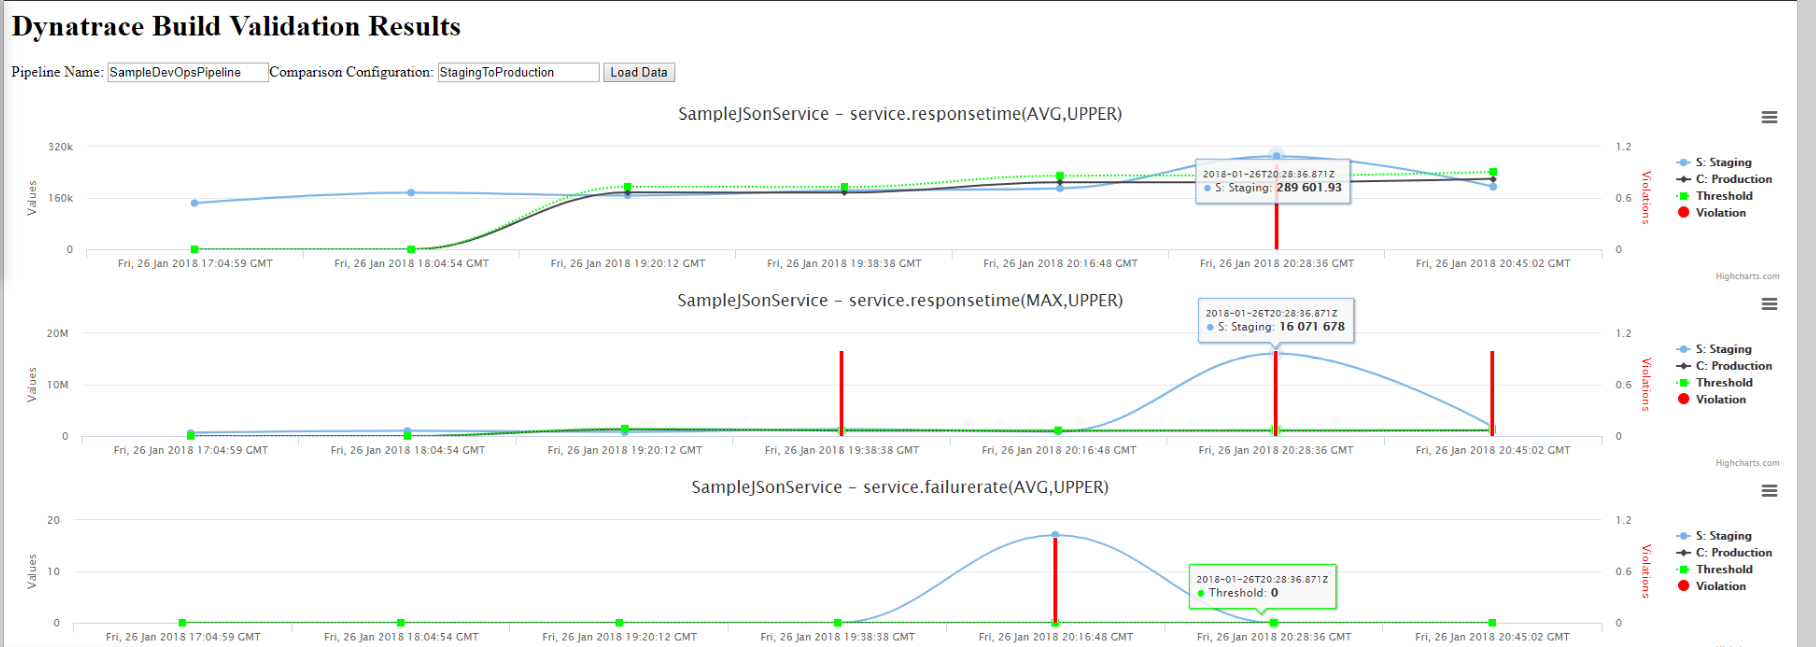 Dynatrace Build Validation Results
Pipeline Name: SampleDevOpsPipeline Comparison Configuration: StagingToProduction Load Data
SampleJSonService - service.responsetime(AVG,UPPER)
320k
160k
0
Values
1.2
0.6
0
Violations
2018-01-26T20:28:36.871Z
S: Staging: 289 601.93
S: Staging
C: Production
Threshold
Violation
Fri, 26 Jan 2018 17:04:59 GMT Fri, 26 Jan 2018 18:04:54 GMT Fri, 26 Jan 2018 19:20:12 GMT Fri, 26 Jan 2018 19:38:38 GMT Fri, 26 Jan 2018 20:16:48 GMT Fri, 26 Jan 2018 20:28:36 GMT Fri, 26 Jan 2018 20:45:02 GMT
Highcharts.com
SampleJSonService - service.responsetime(MAX,UPPER)
20M
10M
0
Values
1.2
0.6
0
Violations
2018-01-26T20:28:36.871Z
S: Staging: 16 071 678
S: Staging
C: Production
Threshold
Violation
Fri, 26 Jan 2018 17:04:59 GMT Fri, 26 Jan 2018 18:04:54 GMT Fri, 26 Jan 2018 19:20:12 GMT Fri, 26 Jan 2018 19:38:38 GMT Fri, 26 Jan 2018 20:16:48 GMT Fri, 26 Jan 2018 20:28:36 GMT Fri, 26 Jan 2018 20:45:02 GMT
Highcharts.com
SampleJSonService - service.failurerate(AVG,UPPER)
20
10
0
Values
1.2
0.6
0
Violations
2018-01-26T20:28:36.871Z
Threshold: 0
S: Staging
C: Production
Threshold
Violation
Fri, 26 Jan 2018 17:04:59 GMT Fri, 26 Jan 2018 18:04:54 GMT Fri, 26 Jan 2018 19:20:12 GMT Fri, 26 Jan 2018 19:38:38 GMT Fri, 26 Jan 2018 20:16:48 GMT Fri, 26 Jan 2018 20:28:36 GMT Fri, 26 Jan 2018 20:45:02 GMT